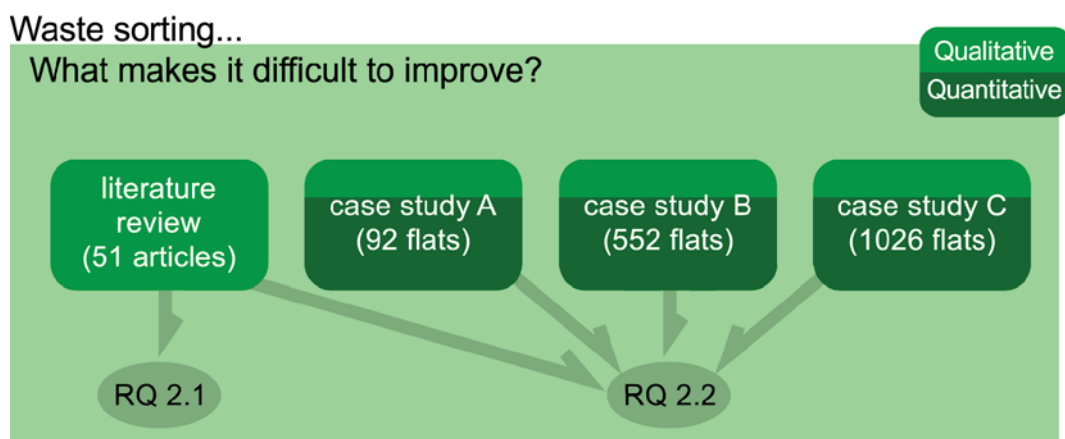 Waste sorting...
What makes it difficult to improve?
Qualitative
Quantitative
literature
review
(51 articles)
case study A
(92 flats)
case study B
(552 flats)
case study C
(1026 flats)
RQ 2.1
RQ 2.2